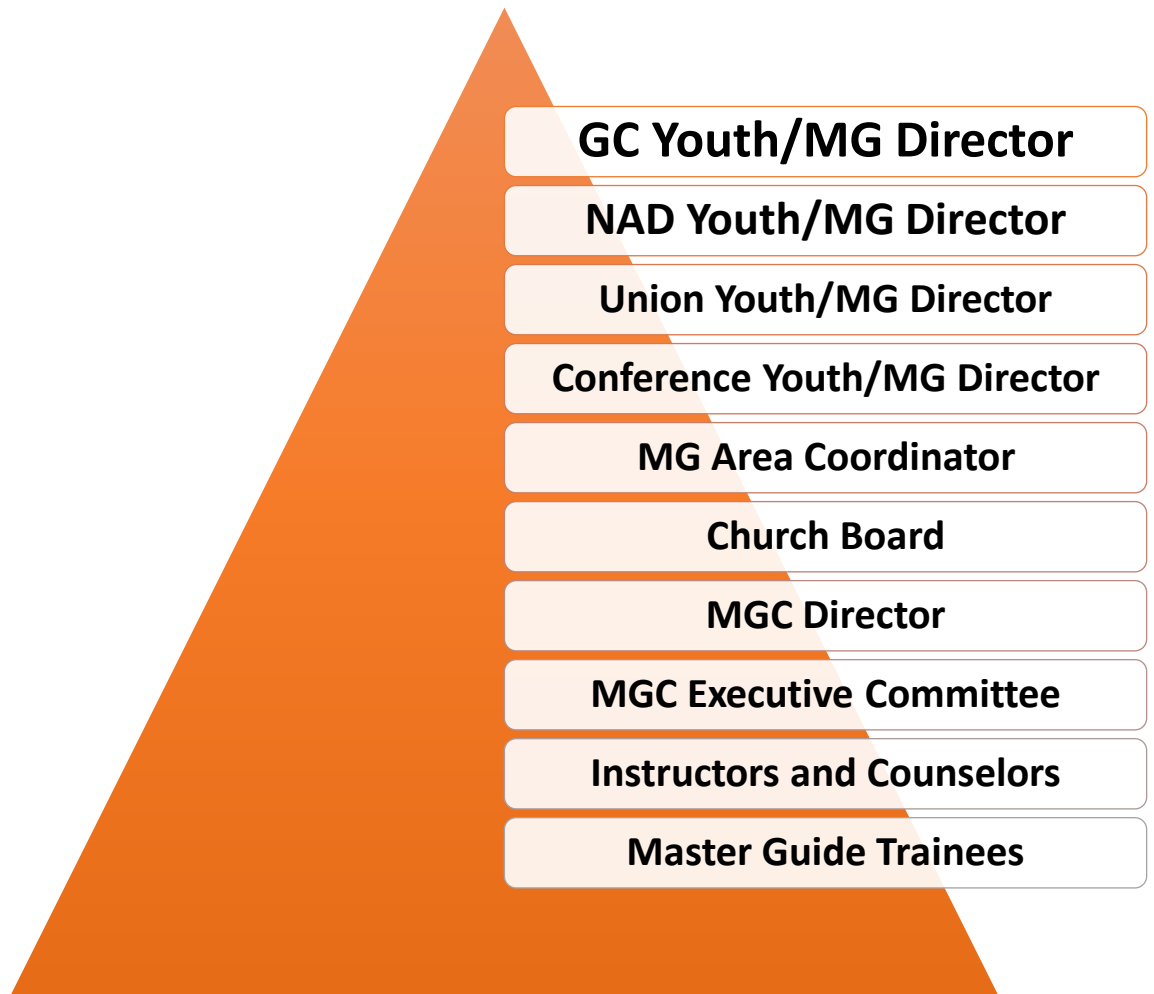 GC Youth/MG Director
NAD Youth/MG Director
Union Youth/MG Director
Conference Youth/MG Director
MG Area Coordinator
Church Board
MGC Director
MGC Executive Committee
Instructors and Counselors
Master Guide Trainees